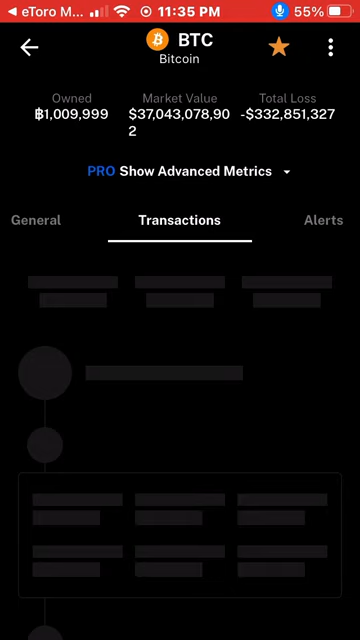 eToro M... 11:35 PM 55%
BTC
Bitcoin
Owned Market Value Total Loss
฿1,009,999 $37,043,078,90 -$332,851,327
2
PRO Show Advanced Metrics
General Transactions Alerts